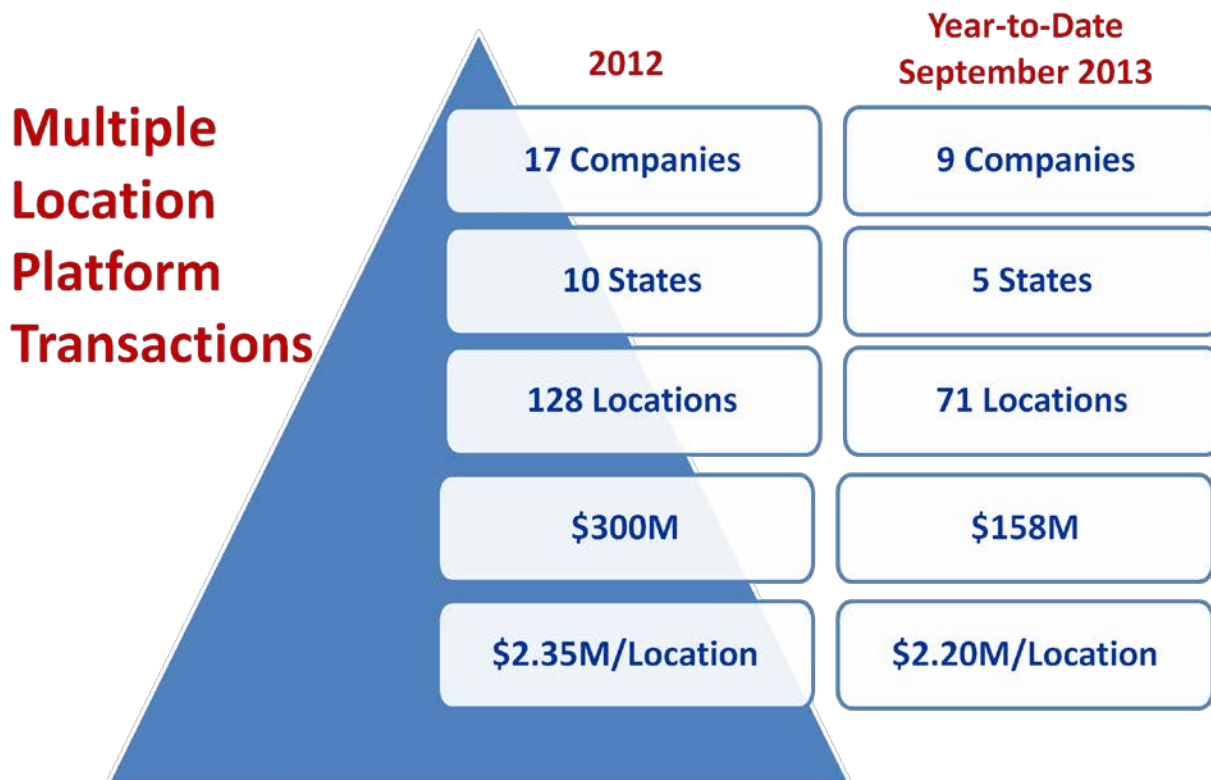 Multiple
Location
Platform
Transactions
2012
Year-to-Date
September 2013
17 Companies
9 Companies
10 States
5 States
128 Locations
71 Locations
$300M
$158M
$2.35M/Location
$2.20M/Location